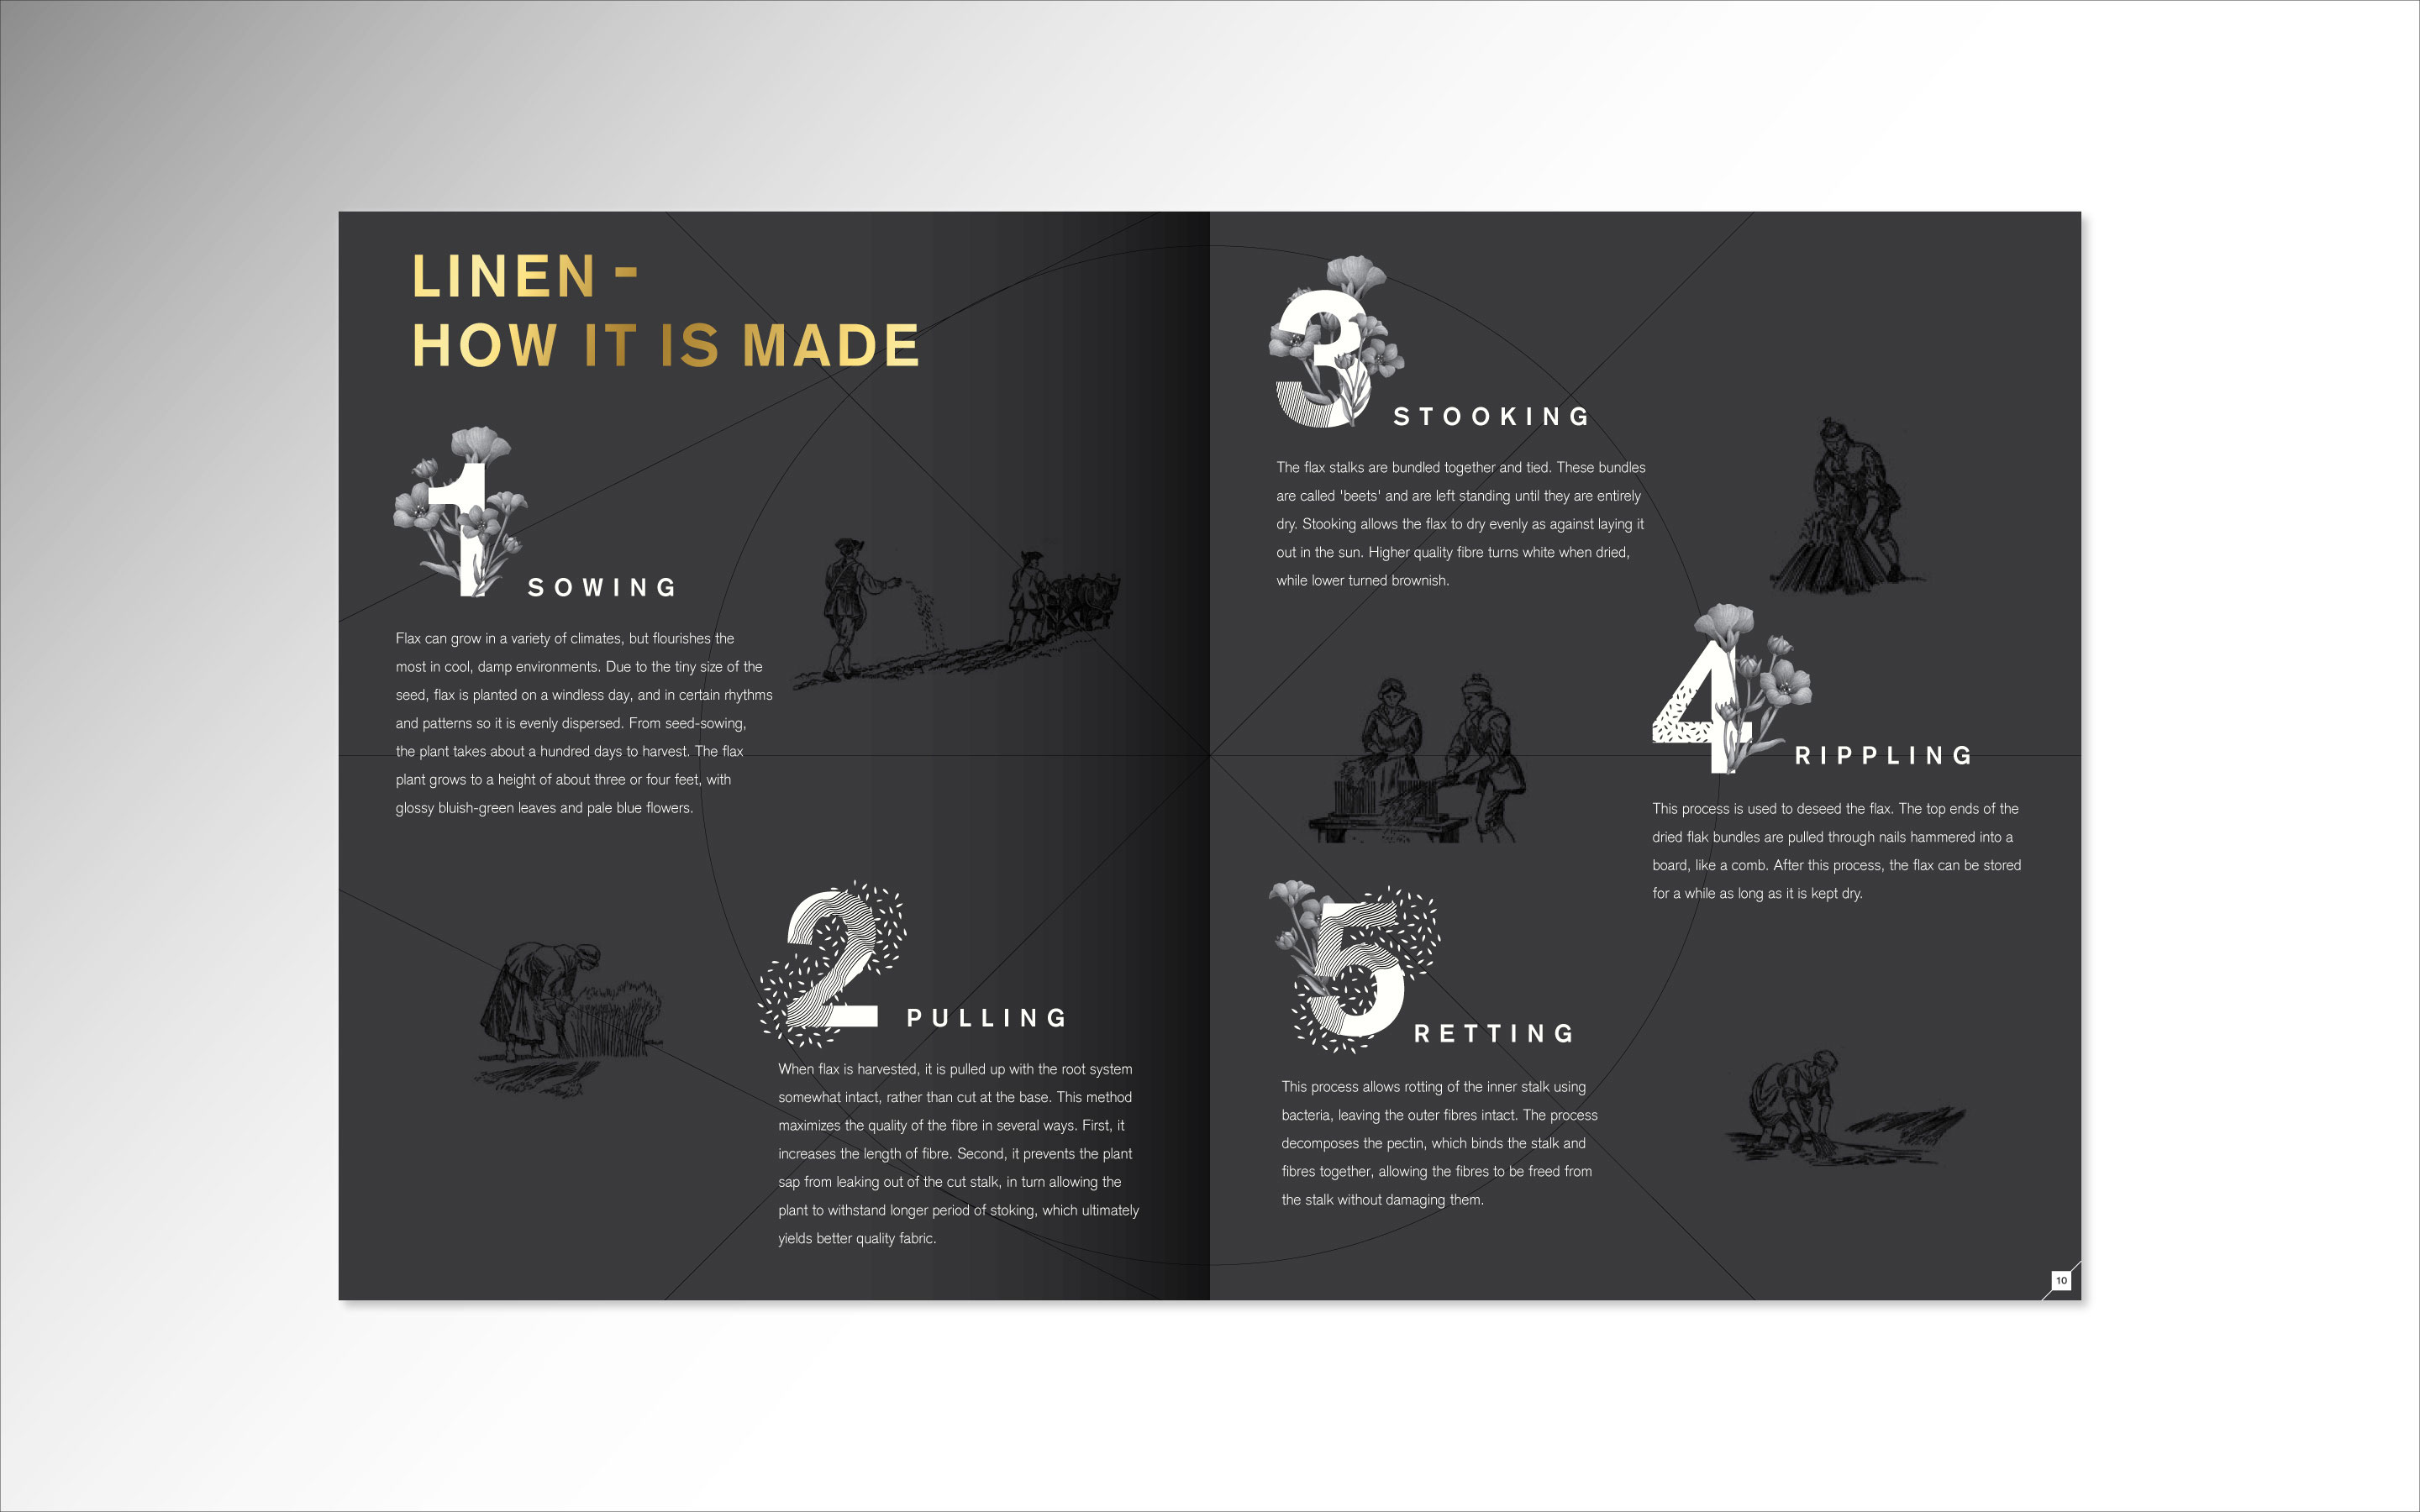 LINEN -
HOW IT IS MADE
1
SOWING
Flax can grow in a variety of climates, but flourishes the
most in cool, damp environments. Due to the tiny size of the
seed, flax is planted on a windless day, and in certain rhythms
and patterns so it is evenly dispersed. From seed-sowing,
the plant takes about a hundred days to harvest. The flax
plant grows to a height of about three or four feet, with
glossy bluish-green leaves and pale blue flowers.
2
PULLING
When flax is harvested, it is pulled up with the root system
somewhat intact, rather than cut at the base. This method
maximizes the quality of the fibre in several ways. First, it
increases the length of fibre. Second, it prevents the plant
sap from leaking out of the cut stalk, in turn allowing the
plant to withstand longer period of stoking, which ultimately
yields better quality fabric.
3
STOOKING
The flax stalks are bundled together and tied. These bundles
are called 'beets' and are left standing until they are entirely
dry. Stooking allows the flax to dry evenly as against laying it
out in the sun. Higher quality fibre turns white when dried,
while lower turned brownish.
4
RIPPLING
This process is used to deseed the flax. The top ends of the
dried flak bundles are pulled through nails hammered into a
board, like a comb. After this process, the flax can be stored
for a while as long as it is kept dry.
5
RETTING
This process allows rotting of the inner stalk using
bacteria, leaving the outer fibres intact. The process
decomposes the pectin, which binds the stalk and
fibres together, allowing the fibres to be freed from
the stalk without damaging them.
10